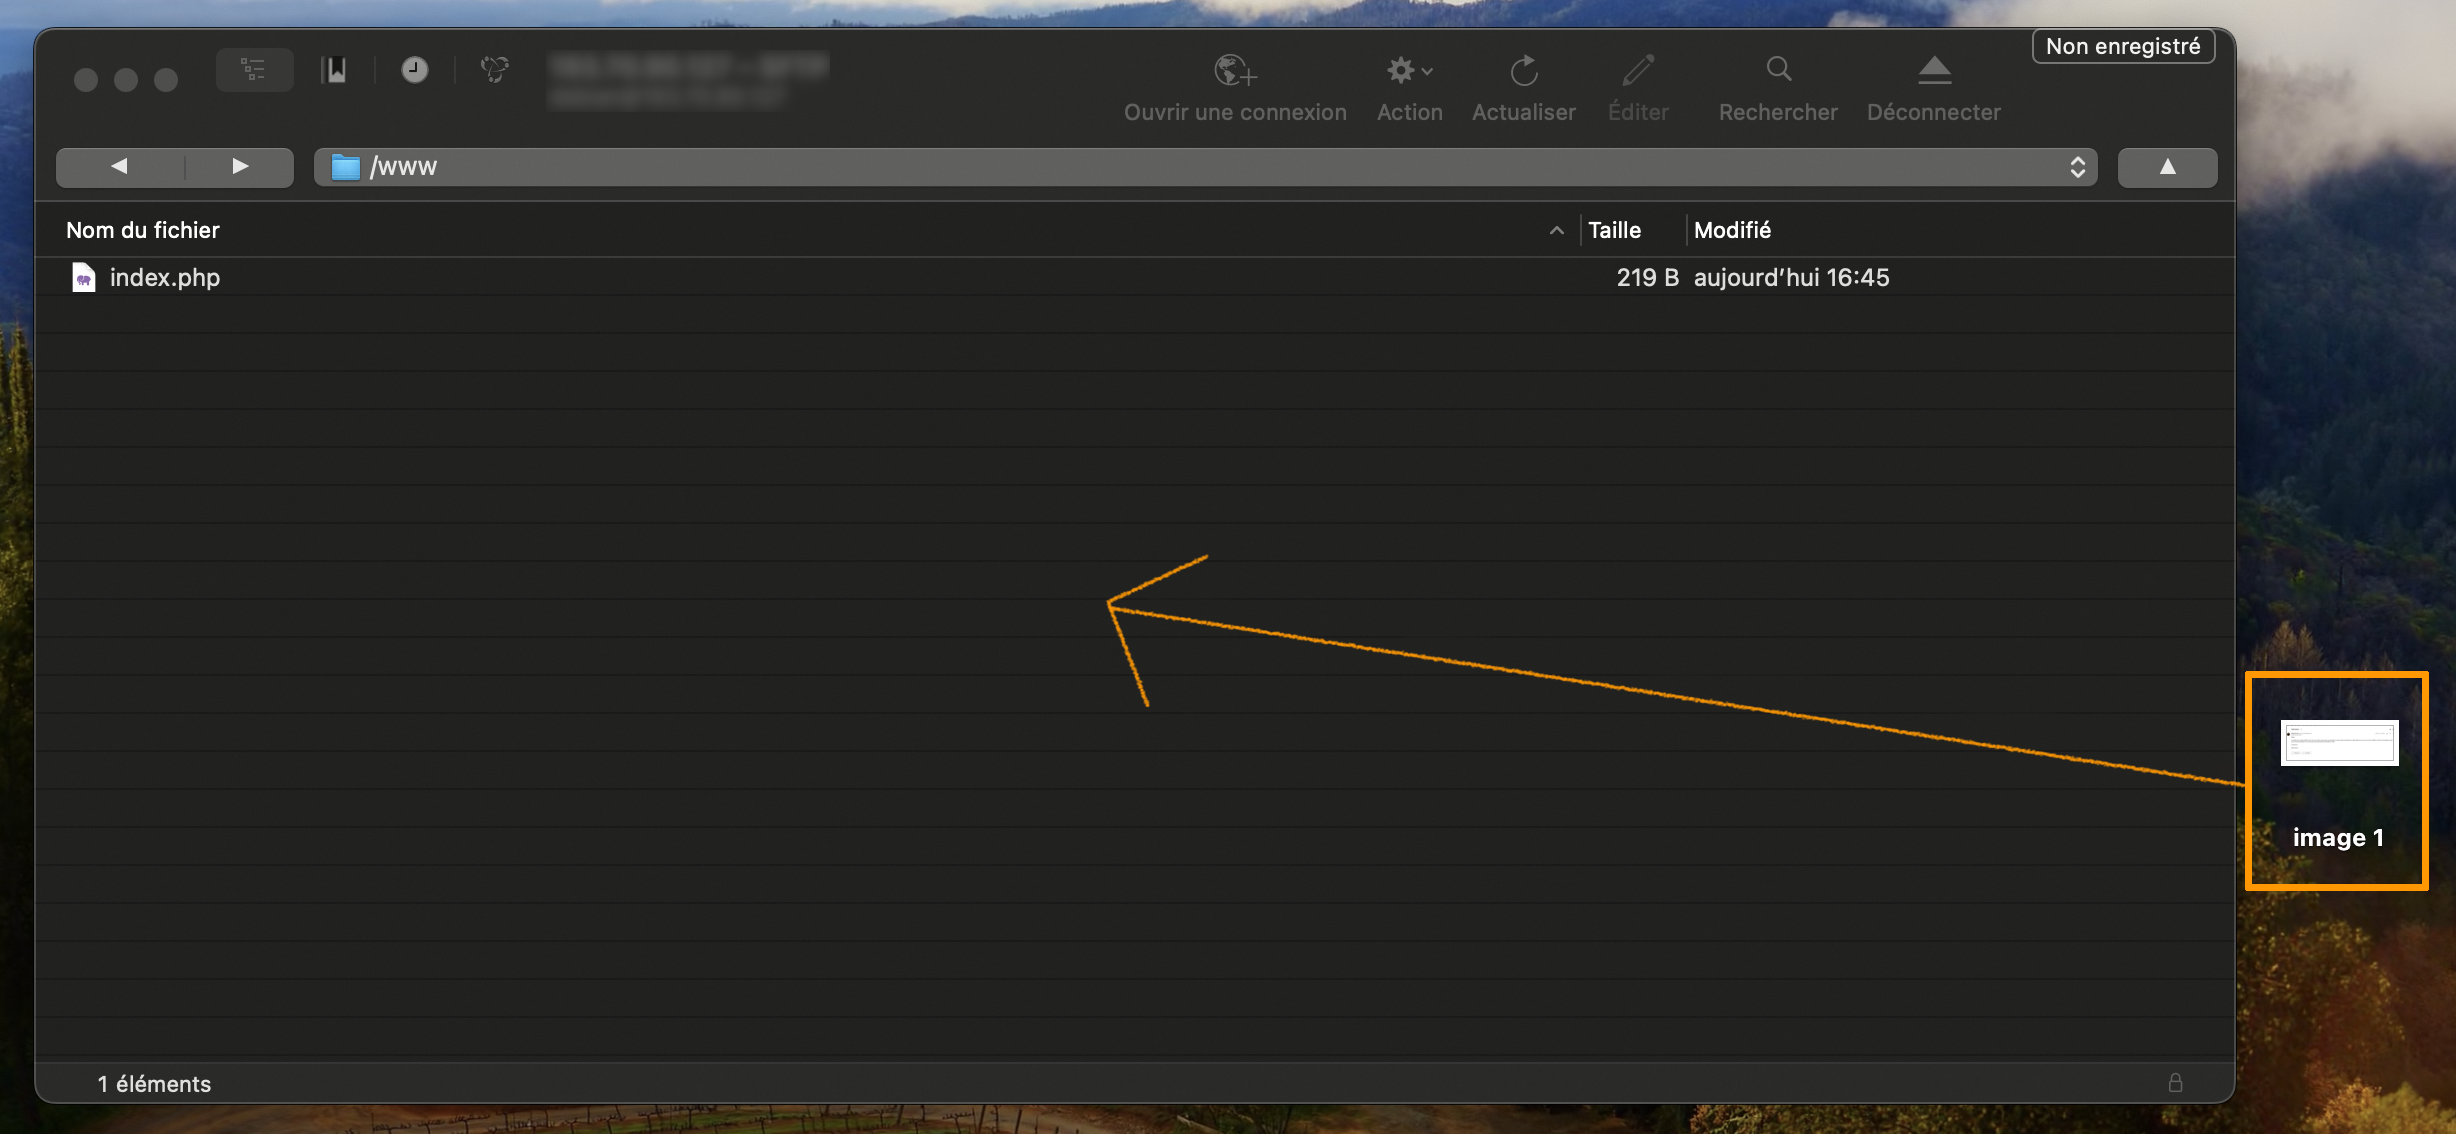 Non enregistré
Ouvrir une connexion
Action
Actualiser
Éditer
Rechercher
Déconnecter
/www
Nom du fichier
Taille
Modifié
index.php
219 B
aujourd’hui 16:45
image 1
1 éléments